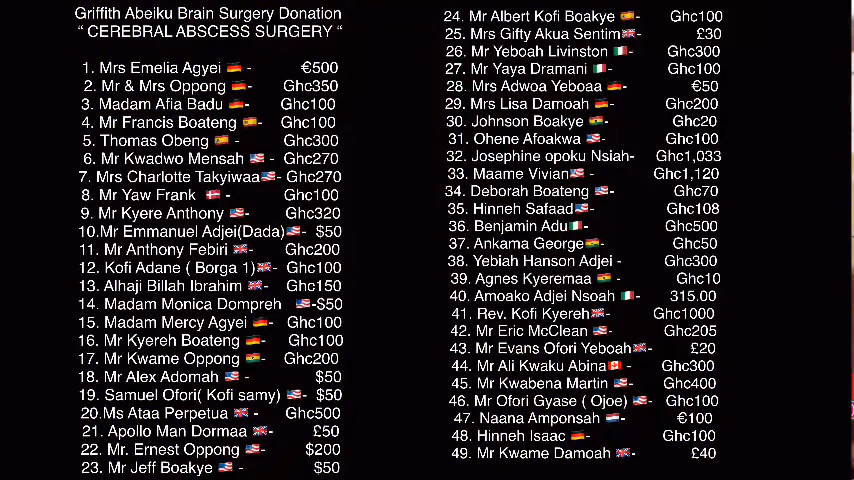 Griffith Abeiku Brain Surgery Donation
“ CEREBRAL ABSCESS SURGERY “
1. Mrs Emelia Agyei 🇩🇪 - €500
2. Mr & Mrs Oppong 🇩🇪 - Ghc350
3. Madam Afia Badu 🇩🇪 - Ghc100
4. Mr Francis Boateng 🇪🇸- Ghc100
5. Thomas Obeng 🇪🇸 - Ghc300
6. Mr Kwadwo Mensah 🇺🇸 - Ghc270
7. Mrs Charlotte Takyiwaa🇺🇸- Ghc270
8. Mr Yaw Frank 🇩🇰 - Ghc100
9. Mr Kyere Anthony 🇺🇸- Ghc320
10.Mr Emmanuel Adjei(Dada)🇺🇸- $50
11. Mr Anthony Febiri 🇬🇧- Ghc200
12. Kofi Adane ( Borga 1)🇬🇧- Ghc100
13. Alhaji Billah Ibrahim 🇬🇧- Ghc150
14. Madam Monica Dompreh 🇺🇸-$50
15. Madam Mercy Agyei 🇩🇪- Ghc100
16. Mr Kyereh Boateng 🇩🇪- Ghc100
17. Mr Kwame Oppong 🇬🇭- Ghc200
18. Mr Alex Adomah 🇺🇸 - $50
19. Samuel Ofori( Kofi samy) 🇺🇸- $50
20.Ms Ataa Perpetua 🇬🇧 - Ghc500
21. Apollo Man Dormaa 🇬🇧- £50
22. Mr. Ernest Oppong 🇺🇸- $200
23. Mr Jeff Boakye 🇺🇸 - $50
24. Mr Albert Kofi Boakye 🇪🇸- Ghc100
25. Mrs Gifty Akua Sentim🇬🇧- £30
26. Mr Yeboah Livinston 🇮🇹- Ghc300
27. Mr Yaya Dramani 🇮🇹- Ghc100
28. Mrs Adwoa Yeboaa 🇩🇪- €50
29. Mrs Lisa Damoah 🇩🇪- Ghc200
30. Johnson Boakye 🇬🇭- Ghc20
31. Ohene Afoakwa 🇺🇸- Ghc100
32. Josephine opoku Nsiah- Ghc1,033
33. Maame Vivian🇺🇸- Ghc1,120
34. Deborah Boateng 🇺🇸- Ghc70
35. Hinneh Safaad🇺🇸- Ghc108
36. Benjamin Adu🇮🇹- Ghc500
37. Ankama George🇬🇭- Ghc50
38. Yebiah Hanson Adjei - Ghc300
39. Agnes Kyeremaa 🇬🇭 - Ghc10
40. Amoako Adjei Nsoah 🇮🇹- 315.00
41. Rev. Kofi Kyereh🇬🇧- Ghc1000
42. Mr Eric McClean 🇺🇸- Ghc205
43. Mr Evans Ofori Yeboah🇬🇧- £20
44. Mr Ali Kwaku Abina🇨🇦- Ghc300
45. Mr Kwabena Martin 🇺🇸- Ghc400
46. Mr Ofori Gyase ( Ojoe) 🇺🇸- Ghc100
47. Naana Amponsah 🇳🇱- €100
48. Hinneh Isaac 🇩🇪- Ghc100
49. Mr Kwame Damoah 🇬🇧- £40